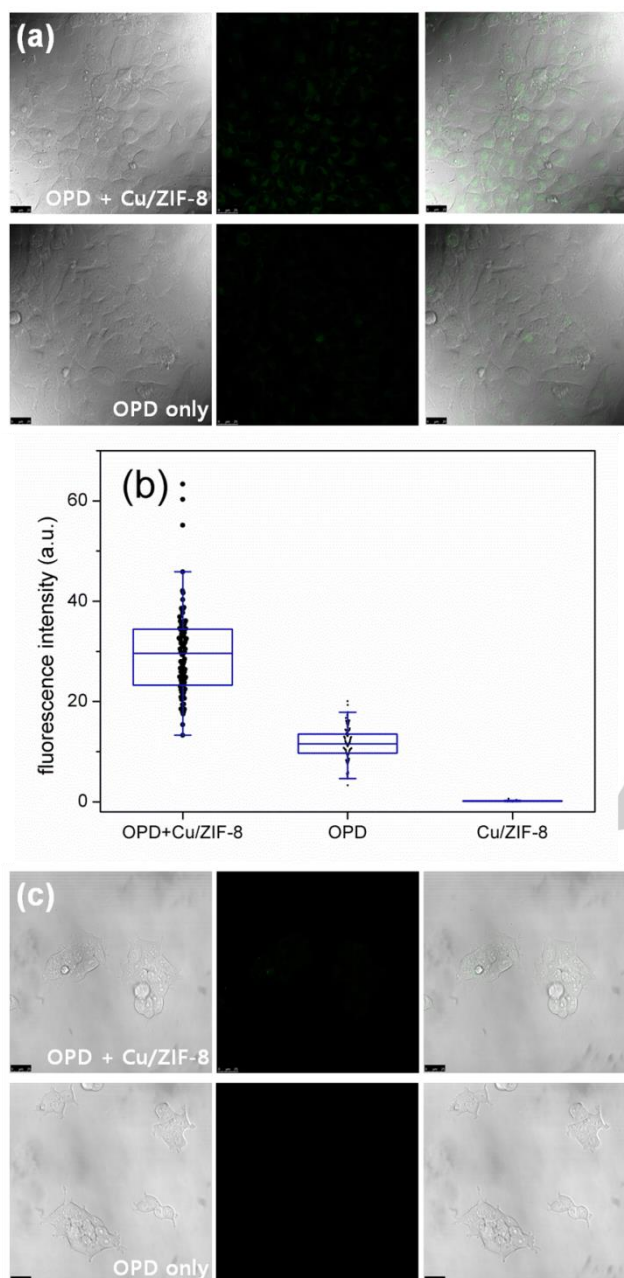 (a)
OPD + Cu/ZIF-8
OPD only
(b)
fluorescence intensity (a.u.)
60
40
20
0
OPD+Cu/ZIF-8 OPD Cu/ZIF-8
(c)
OPD + Cu/ZIF-8
OPD only